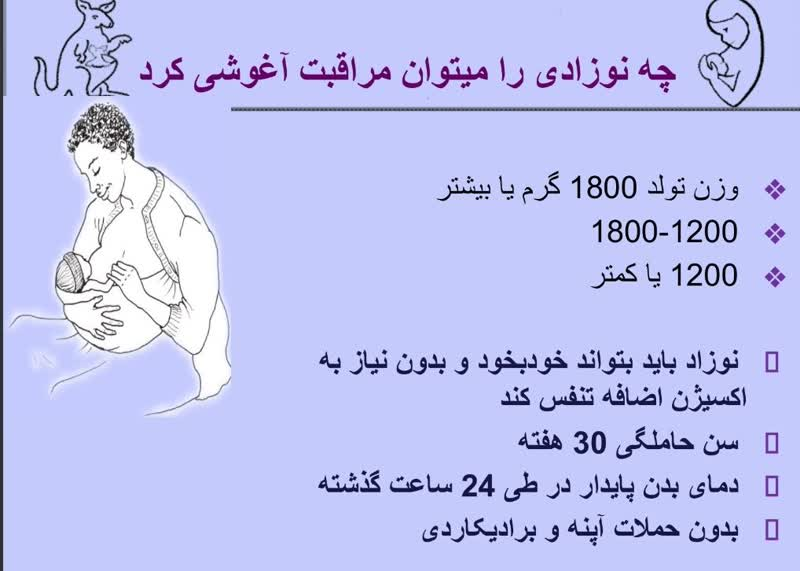 چه نوزادی را میتوان مراقبت آغوشی کرد
وزن تولد 1800 گرم یا بیشتر
1800-1200
1200 یا کمتر
نوزاد باید بتواند خودبخود و بدون نیاز به
اکسیژن اضافه تنفس کند
سن حاملگی 30 هفته
دمای بدن پایدار در طی 24 ساعت گذشته
بدون حملات آپنه و برادیکاردی